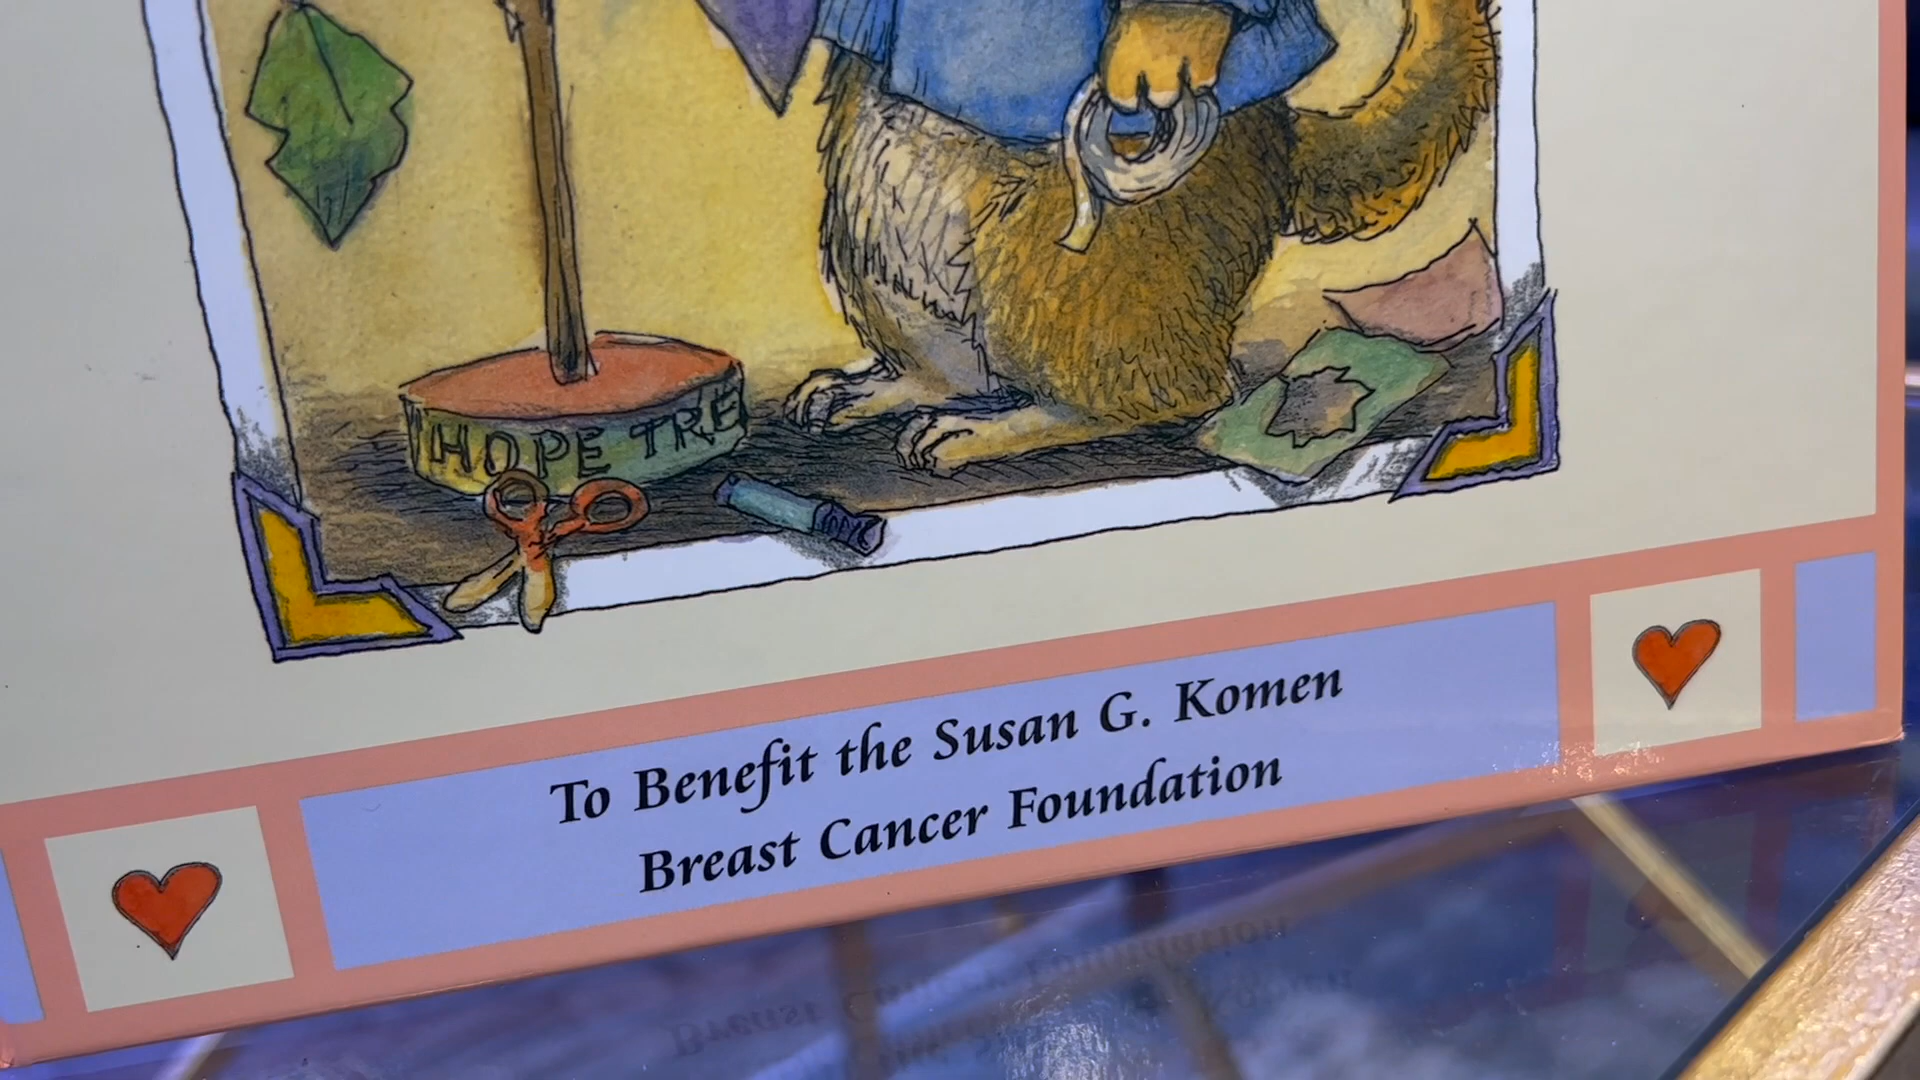 HOPE TRE
To Benefit the Susan G. Komen
Breast Cancer Foundation